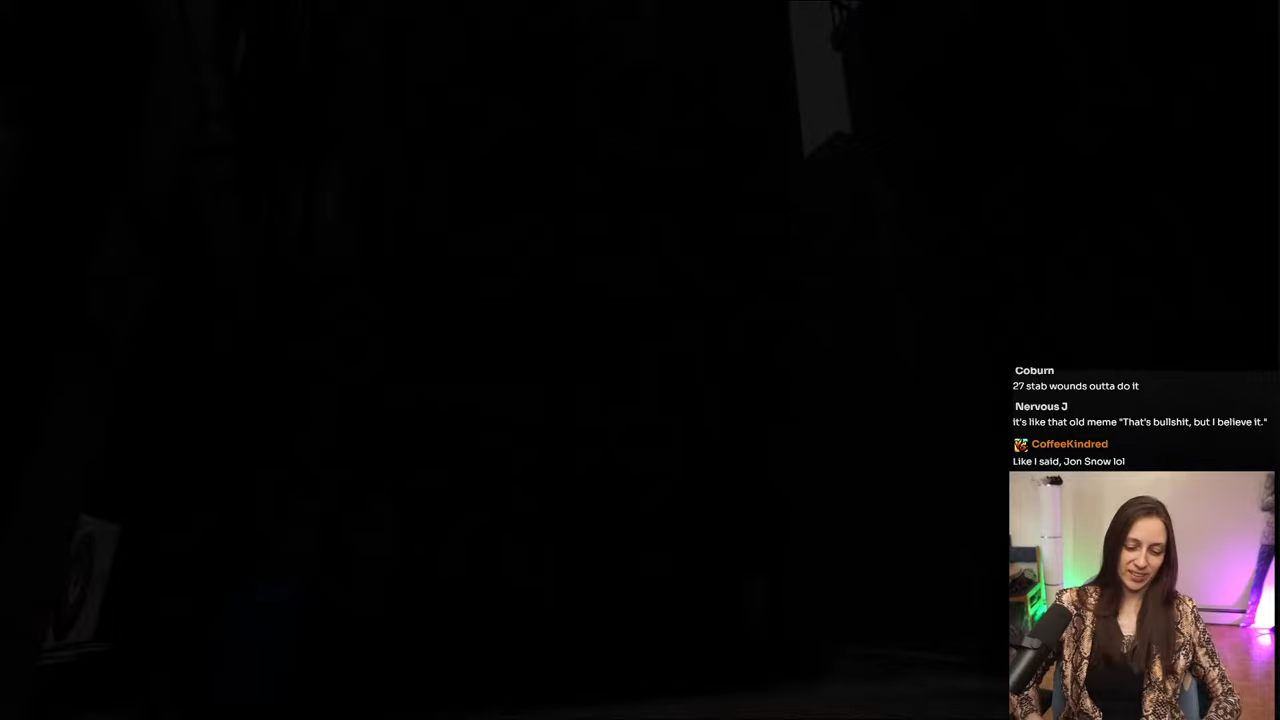 Coburn
27 stab wounds outta do it
Nervous J
it's like that old meme "That's bullshit, but I believe it."
CoffeeKindred
Like I said, Jon Snow lol